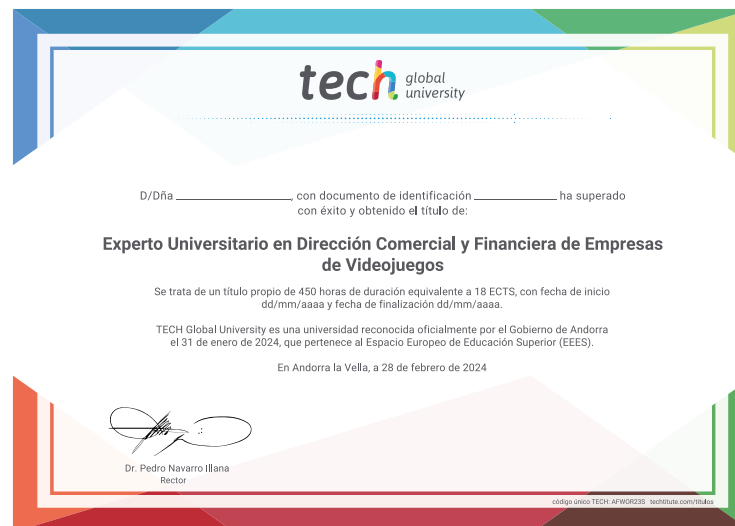 tech global university
D/Dña ______________, con documento de identificación __________ ha superado
con éxito y obtenido el título de:
Experto Universitario en Dirección Comercial y Financiera de Empresas
de Videojuegos
Se trata de un título propio de 450 horas de duración equivalente a 18 ECTS, con fecha de inicio
dd/mm/aaaa y fecha de finalización dd/mm/aaaa.
TECH Global University es una universidad reconocida oficialmente por el Gobierno de Andorra
el 31 de enero de 2024, que pertenece al Espacio Europeo de Educación Superior (EEES).
En Andorra la Vella, a 28 de febrero de 2024
Dr. Pedro Navarro Illana
Rector
código único TECH: AFWOR23S techtitute.com/titulos